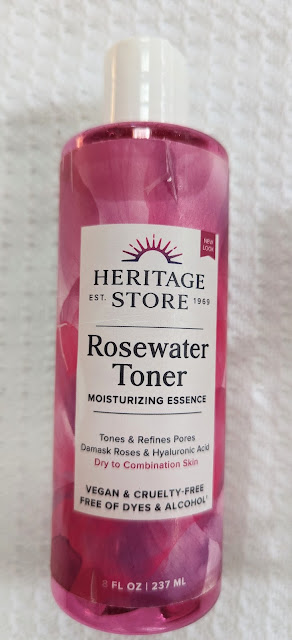 NEW
LOOK
HERITAGE
EST. STORE 1969
Rosewater
Toner
MOISTURIZING ESSENCE
Tones & Refines Pores
Damask Roses & Hyaluronic Acid
Dry to Combination Skin
VEGAN & CRUELTY-FREE
FREE OF DYES & ALCOHOL†
8 FL OZ | 237 ML